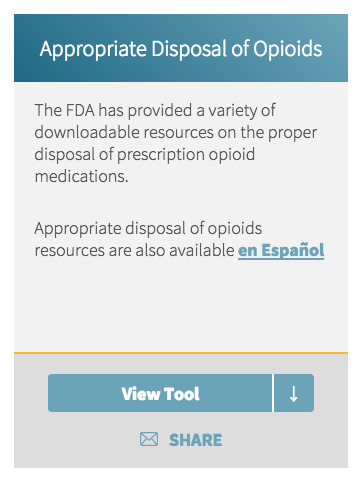 Appropriate Disposal of Opioids
The FDA has provided a variety of
downloadable resources on the proper
disposal of prescription opioid
medications.
Appropriate disposal of opioids
resources are also available en Español
View Tool ↓
SHARE